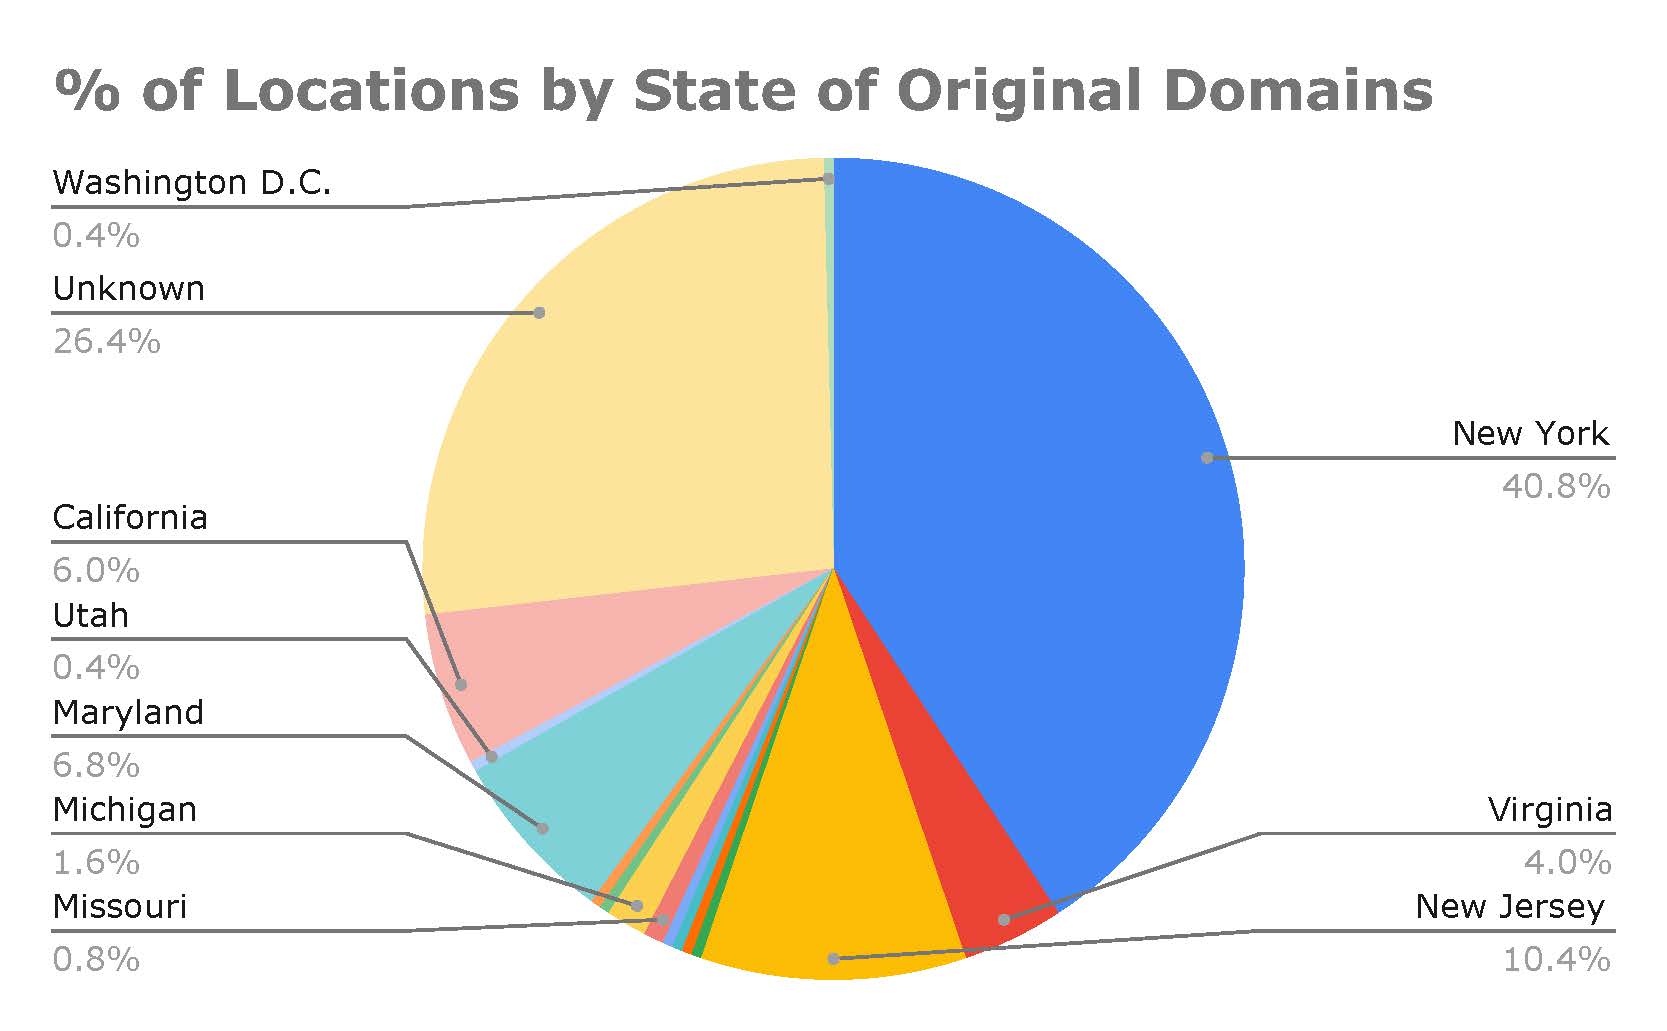 % of Locations by State of Original Domains
Washington D.C.
0.4%
Unknown
26.4%
California
6.0%
Utah
0.4%
Maryland
6.8%
Michigan
1.6%
Missouri
0.8%
New York
40.8%
Virginia
4.0%
New Jersey
10.4%